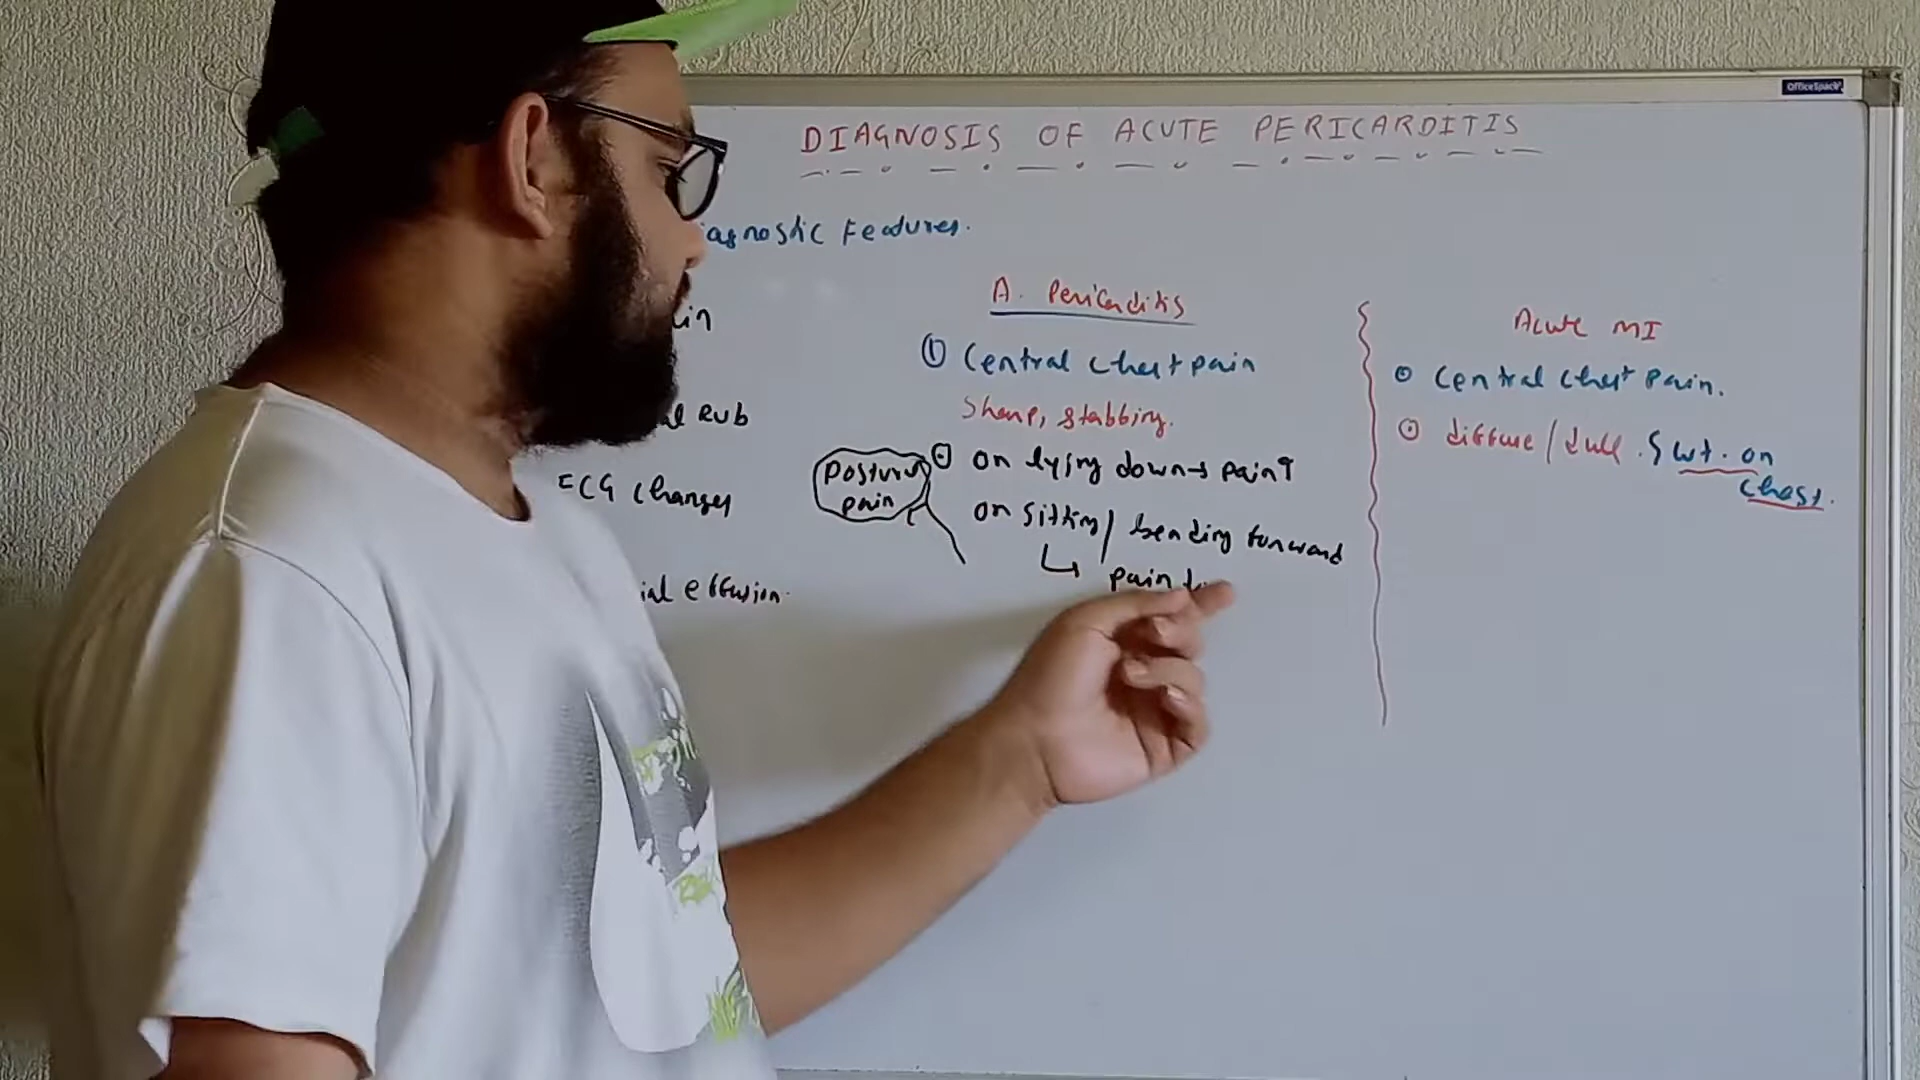 OfficeSpack
DIAGNOSIS OF ACUTE PERICARDITIS
agnostic Features.
ECG Changes
al Rub
ial effusion.
A. Pericarditis
① Central chest pain
Sharp, stabbing.
postural
pain
on lying down → pain↑
on sitting / bending forward
pain
Acute MI
⊙ Central chest pain.
⊙ diffuse / dull. § wt. on
chest.